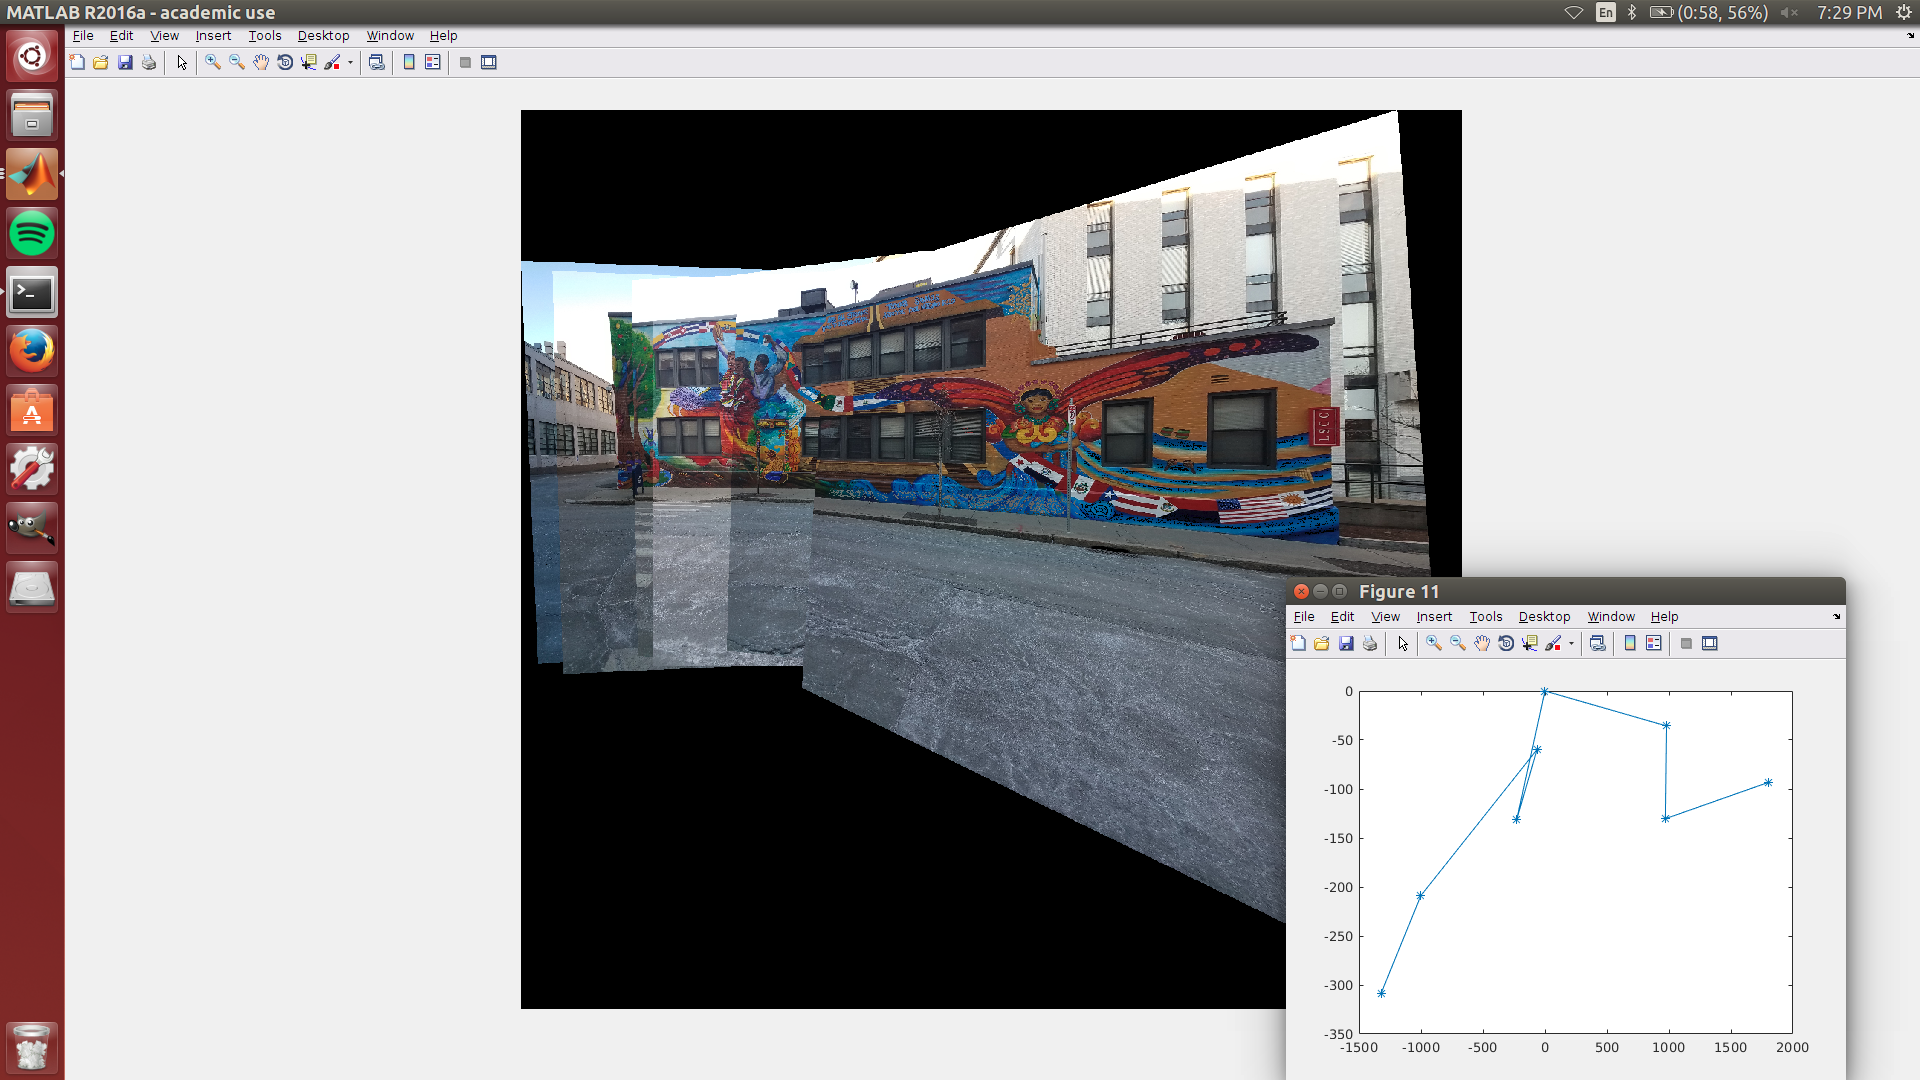 MATLAB R2016a - academic use
En
(0:58, 56%)
7:29 PM
File Edit View Insert Tools Desktop Window Help
LSCC
Figure 11
File Edit View Insert Tools Desktop Window Help
0
-50
-100
-150
-200
-250
-300
-350
-1500 -1000 -500 0 500 1000 1500 2000